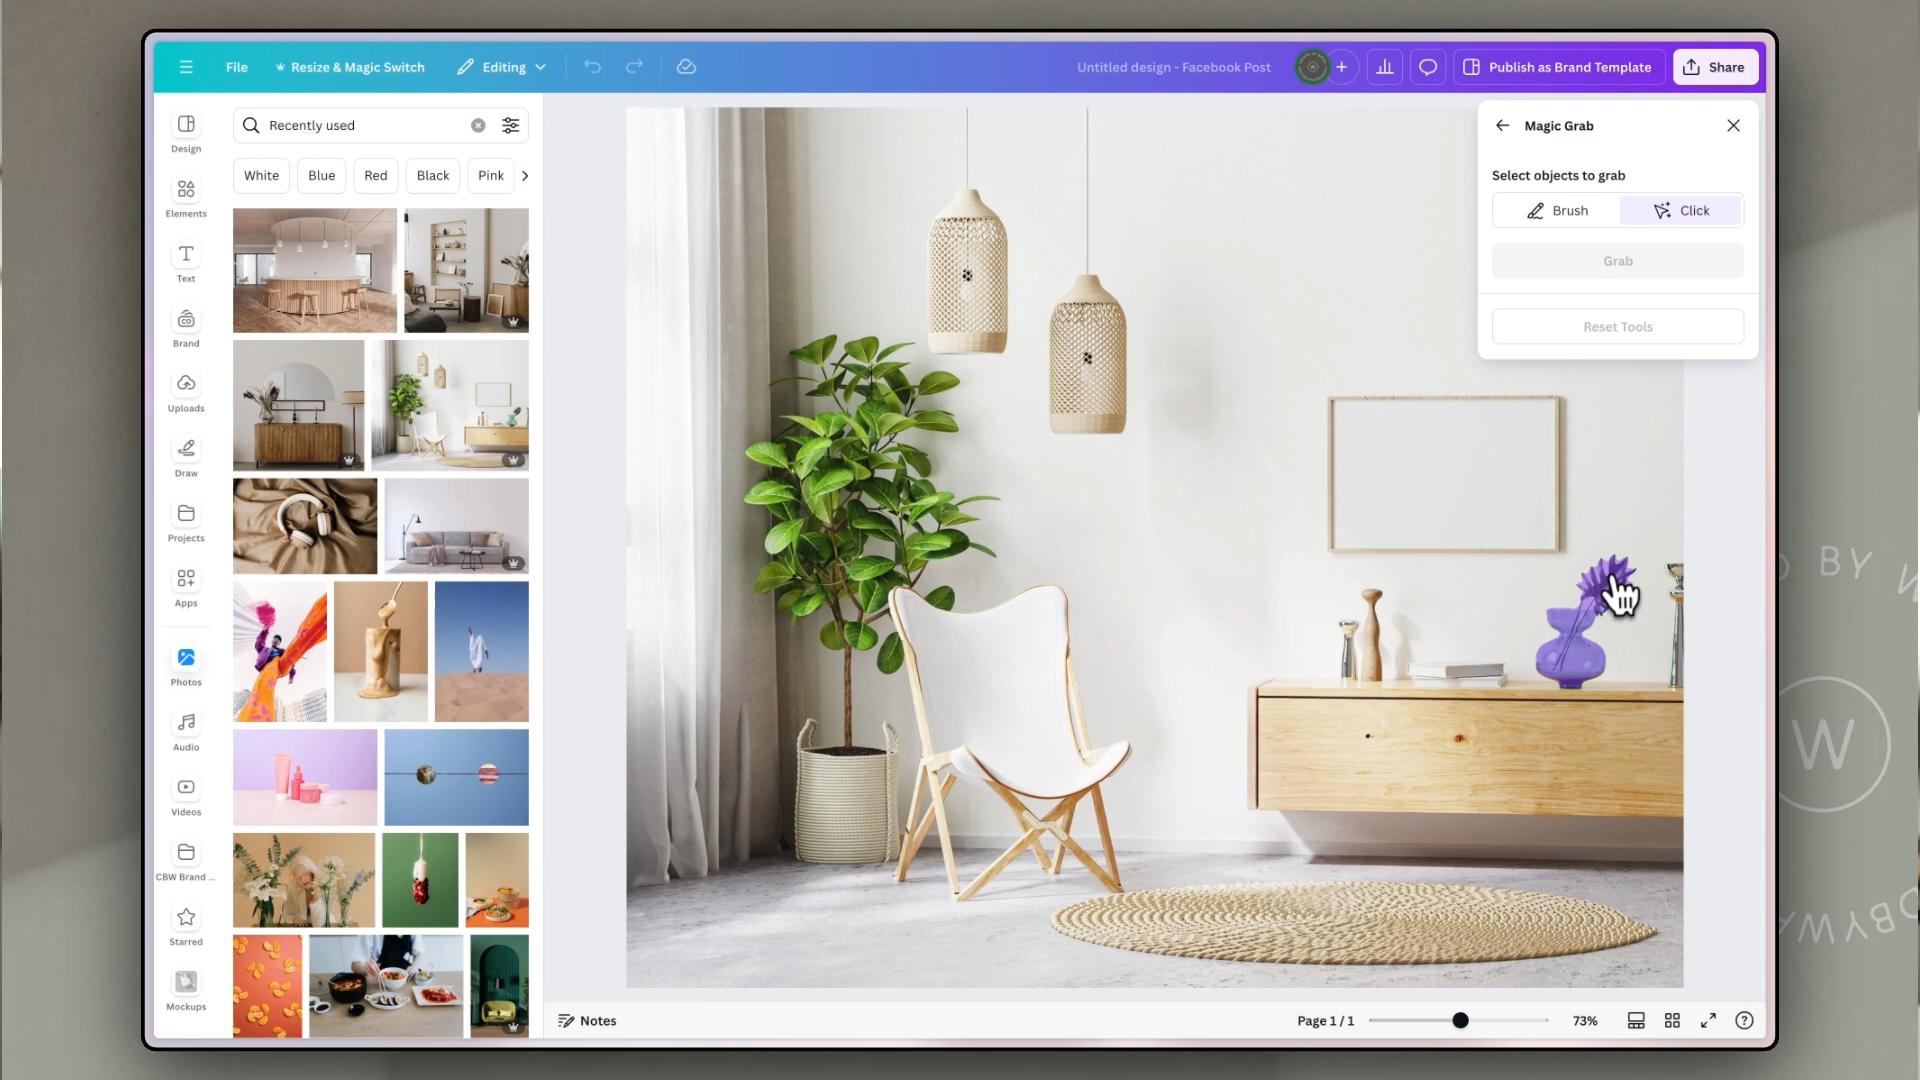 File
Resize & Magic Switch
Editing
Untitled design - Facebook Post
Publish as Brand Template
Share
Design
Elements
Text
Brand
Uploads
Draw
Projects
Apps
Photos
Audio
Videos
CBW Brand ...
Starred
Mockups
Recently used
White
Blue
Red
Black
Pink
Magic Grab
Select objects to grab
Brush
Click
Grab
Reset Tools
Notes
Page 1 / 1
73%
BY
W